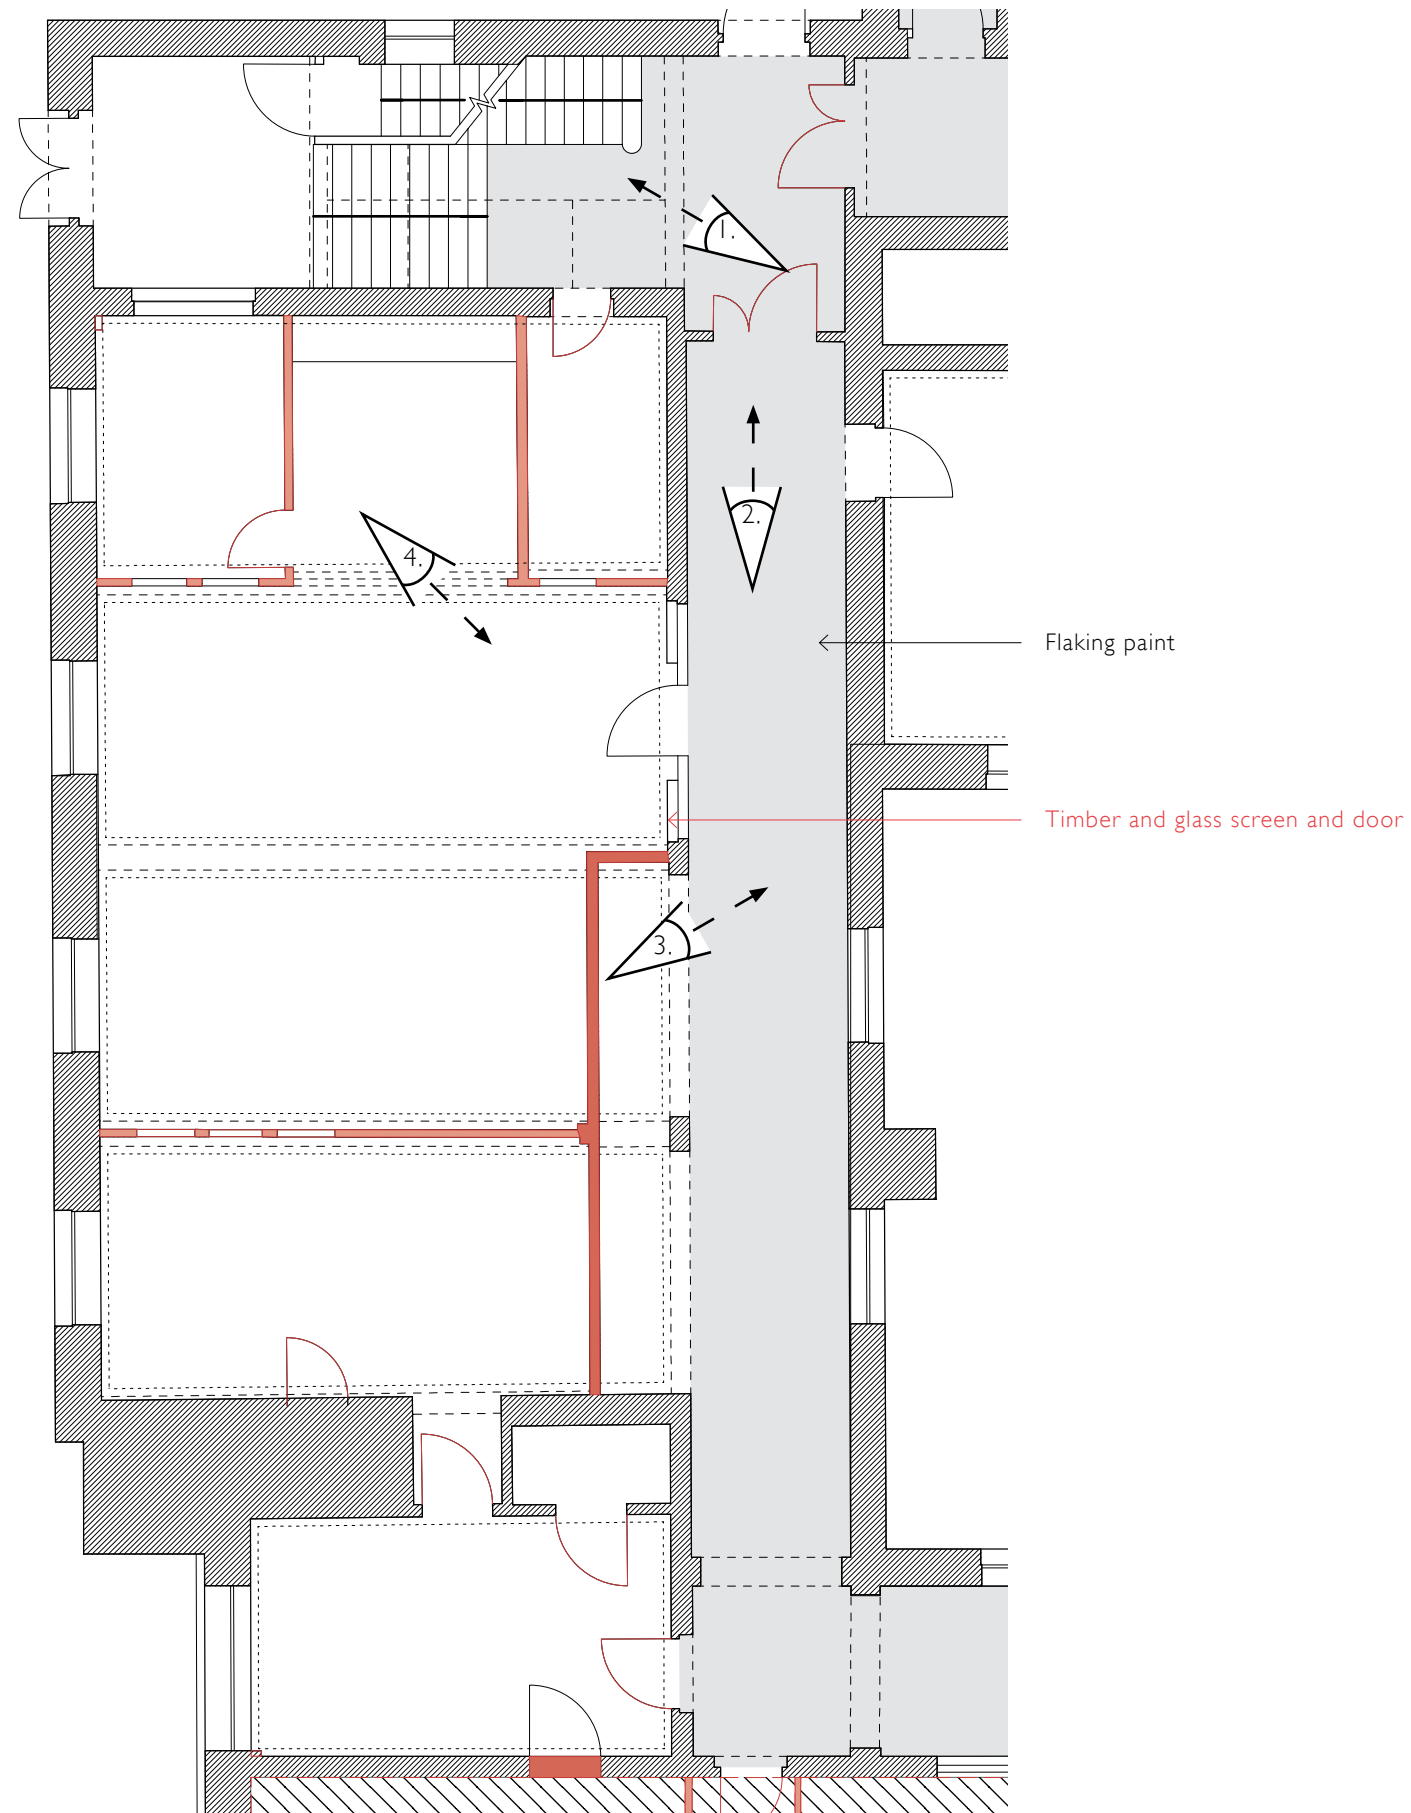 1.
2.
4.
Flaking paint
Timber and glass screen and door
3.